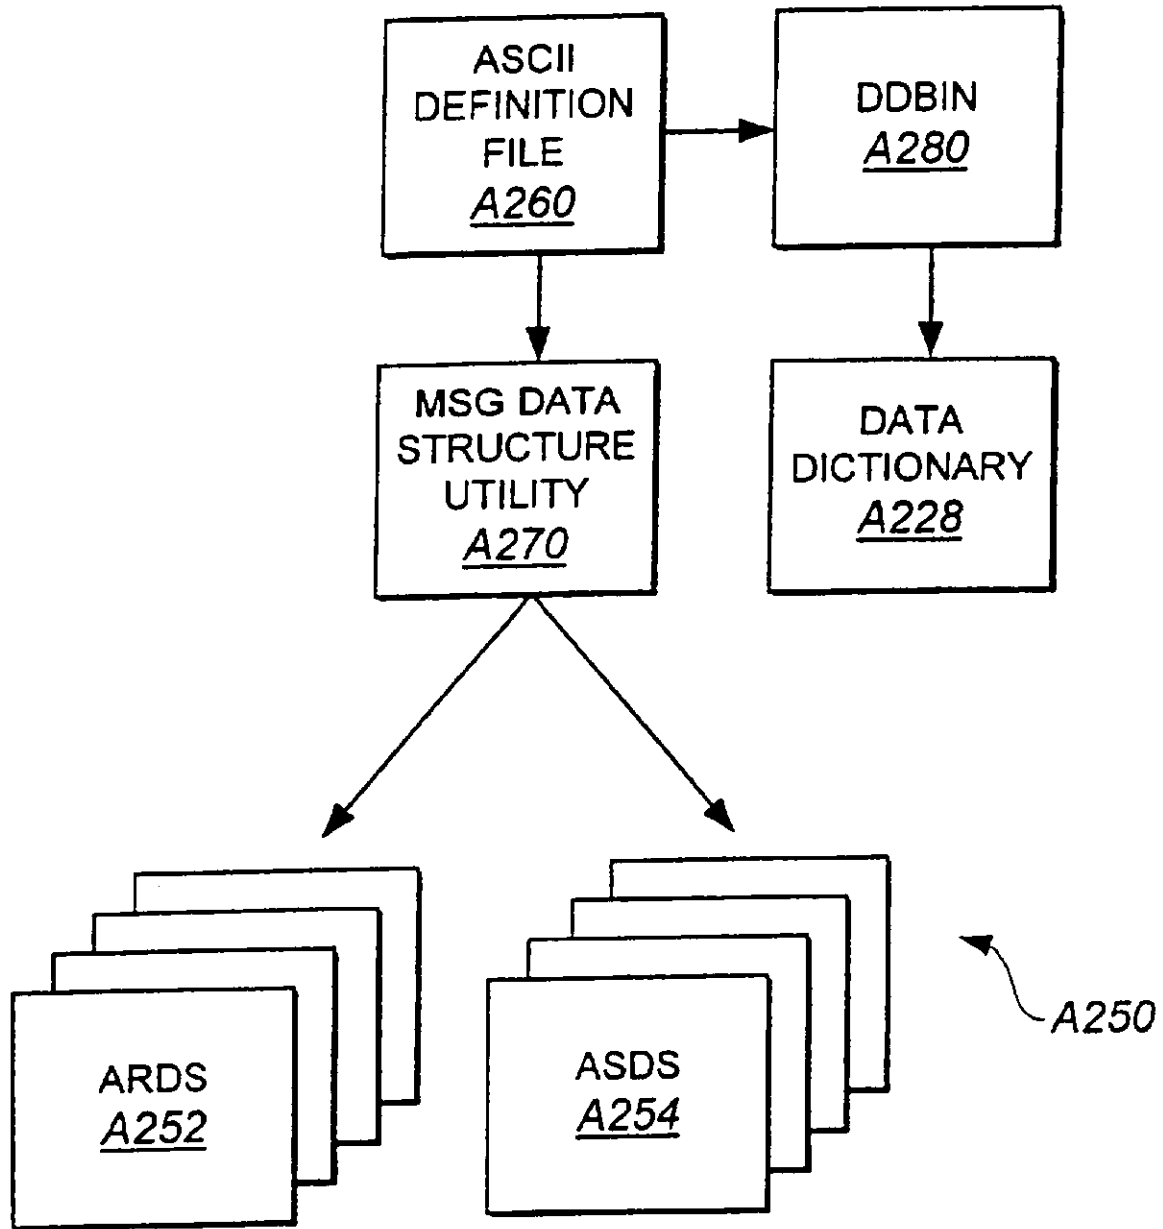 ASCII
DEFINITION
FILE
A260
DDBIN
A280
MSG DATA
STRUCTURE
UTILITY
A270
DATA
DICTIONARY
A228
ARDS
A252
ASDS
A254
A250